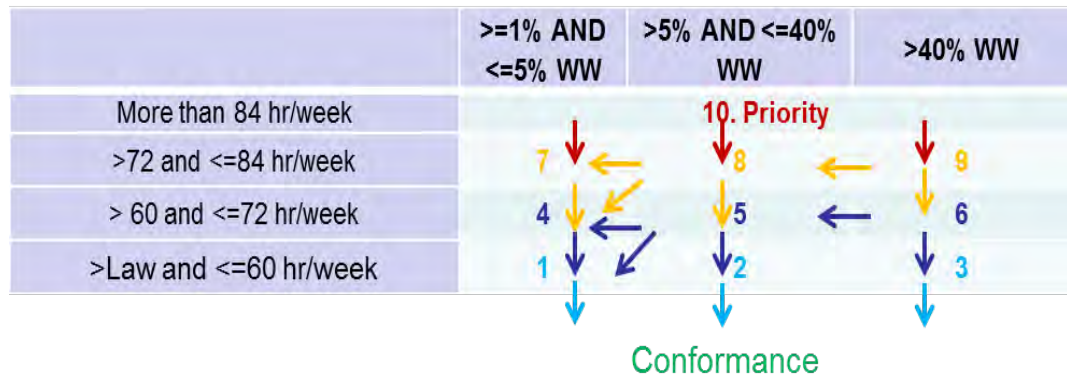 >=1% AND
<=5% WW
>5% AND <=40%
WW
>40% WW
More than 84 hr/week
10. Priority
>72 and <=84 hr/week
7
8
9
> 60 and <=72 hr/week
4
5
6
>Law and <=60 hr/week
1
2
3
Conformance